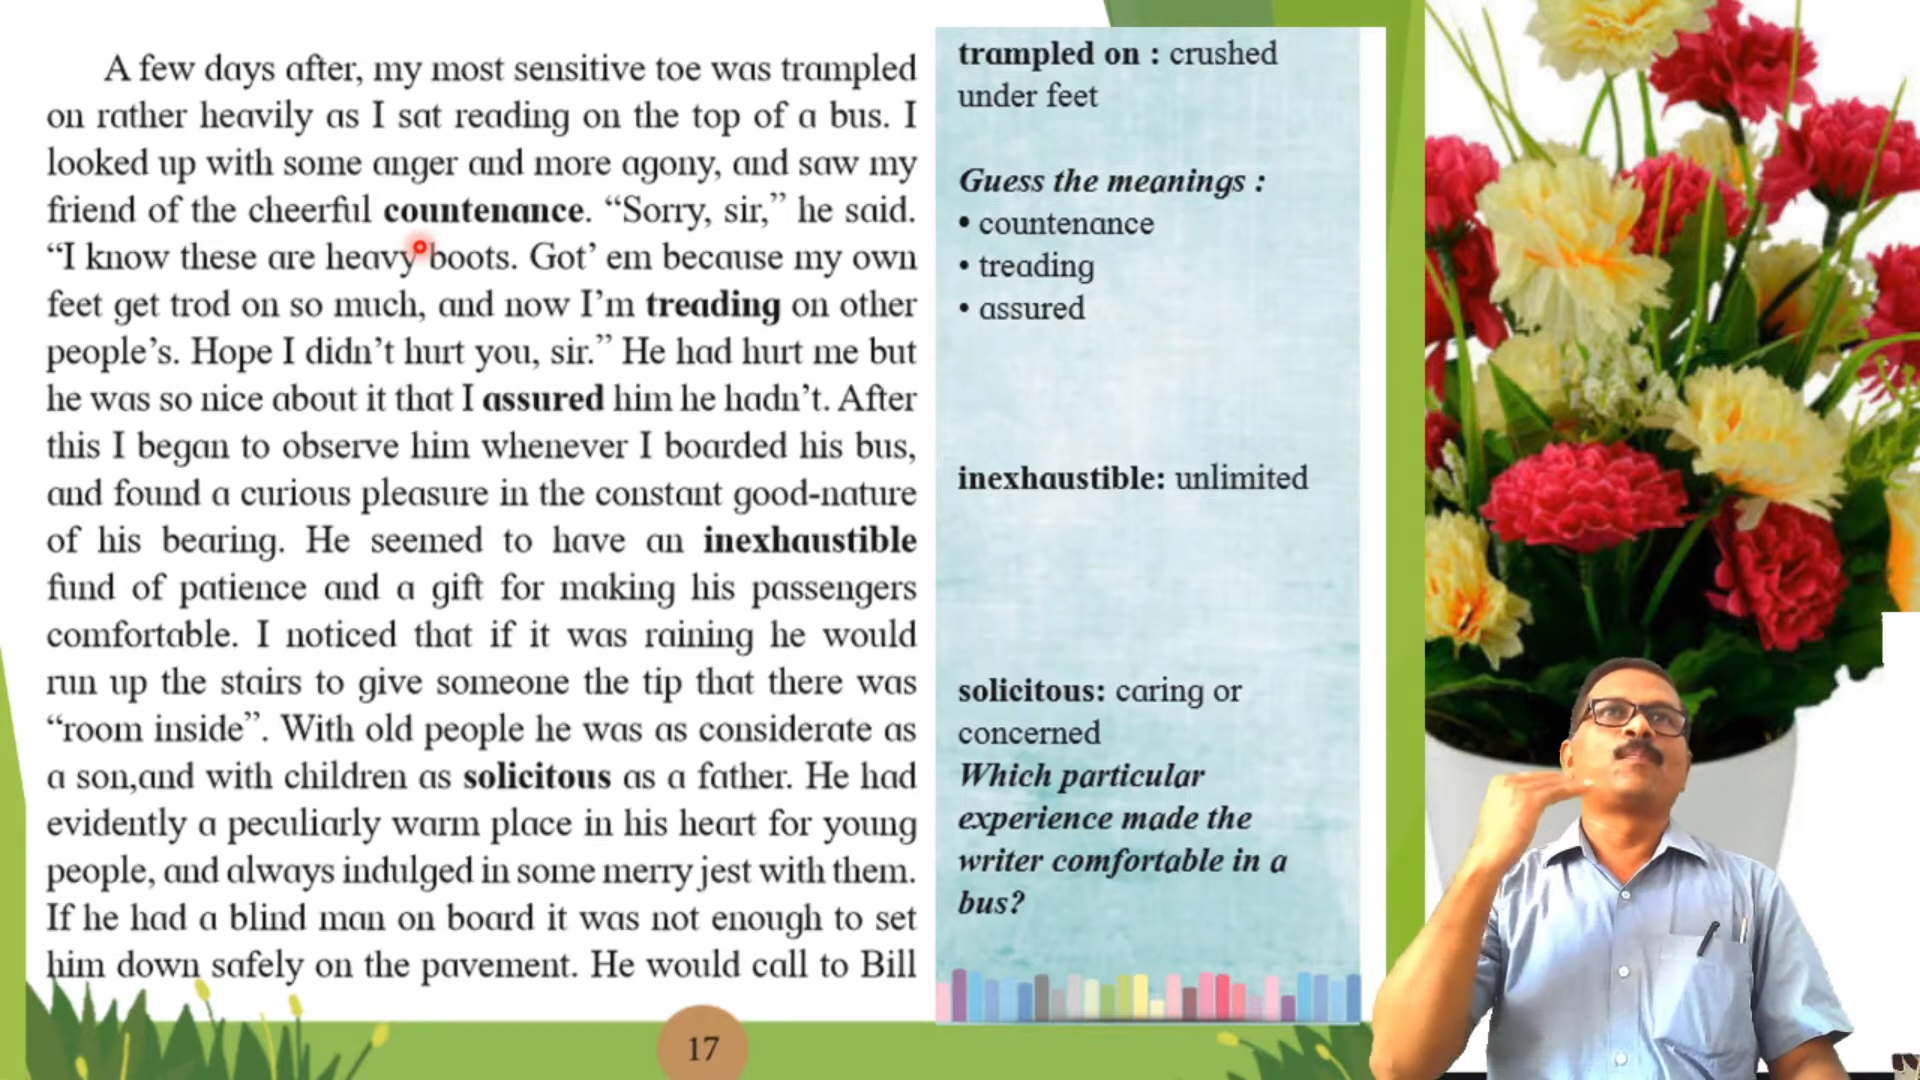 A few days after, my most sensitive toe was trampled
on rather heavily as I sat reading on the top of a bus. I
looked up with some anger and more agony, and saw my
friend of the cheerful countenance. “Sorry, sir,” he said.
“I know these are heavy boots. Got’ em because my own
feet get trod on so much, and now I’m treading on other
people’s. Hope I didn’t hurt you, sir.” He had hurt me but
he was so nice about it that I assured him he hadn’t. After
this I began to observe him whenever I boarded his bus,
and found a curious pleasure in the constant good-nature
of his bearing. He seemed to have an inexhaustible
fund of patience and a gift for making his passengers
comfortable. I noticed that if it was raining he would
run up the stairs to give someone the tip that there was
“room inside”. With old people he was as considerate as
a son,and with children as solicitous as a father. He had
evidently a peculiarly warm place in his heart for young
people, and always indulged in some merry jest with them.
If he had a blind man on board it was not enough to set
him down safely on the pavement. He would call to Bill
17
trampled on : crushed
under feet
Guess the meanings :
• countenance
• treading
• assured
inexhaustible: unlimited
solicitous: caring or
concerned
Which particular
experience made the
writer comfortable in a
bus?